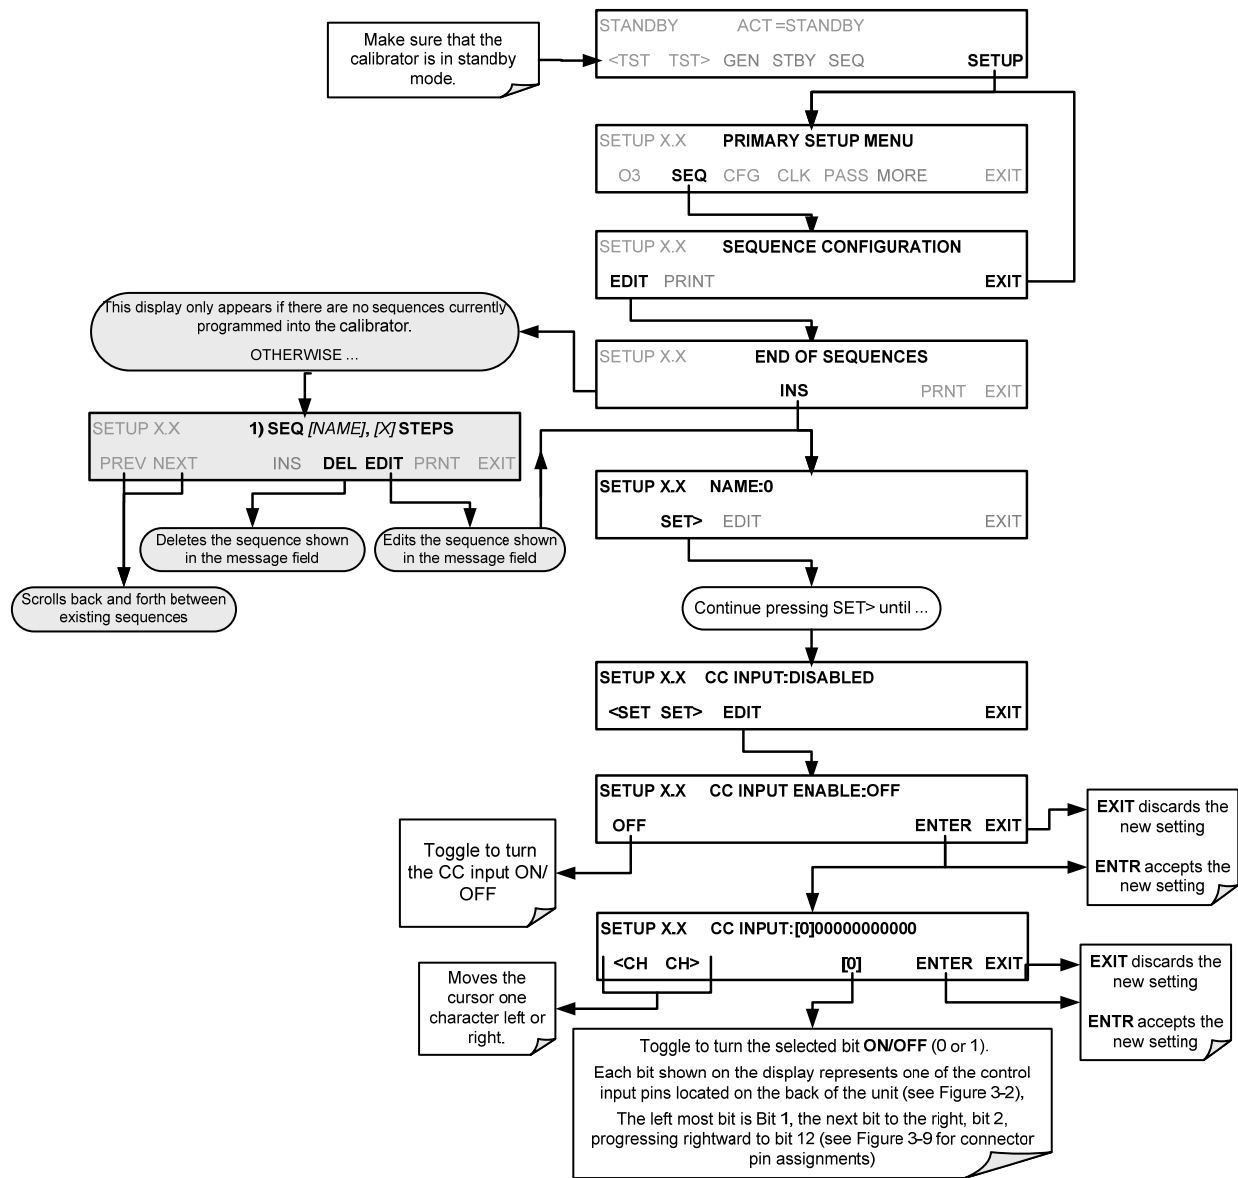 Make sure that the
calibrator is in standby
mode.
STANDBY ACT =STANDBY
<TST TST> GEN STBY SEQ SETUP
SETUP X.X PRIMARY SETUP MENU
O3 SEQ CFG CLK PASS MORE EXIT
SETUP X.X SEQUENCE CONFIGURATION
EDIT PRINT EXIT
This display only appears if there are no sequences currently
programmed into the calibrator.
OTHERWISE ...
SETUP X.X END OF SEQUENCES
INS PRNT EXIT
SETUP X.X 1) SEQ [NAME], [X] STEPS
PREV NEXT INS DEL EDIT PRNT EXIT
Deletes the sequence shown
in the message field
Edits the sequence shown
in the message field
Scrolls back and forth between
existing sequences
SETUP X.X NAME:0
SET> EDIT EXIT
Continue pressing SET> until ...
SETUP X.X CC INPUT:DISABLED
<SET SET> EDIT EXIT
SETUP X.X CC INPUT ENABLE:OFF
OFF ENTER EXIT
Toggle to turn
the CC input ON/
OFF
EXIT discards the
new setting
ENTR accepts the
new setting
SETUP X.X CC INPUT:[0]00000000000
<CH CH> [0] ENTER EXIT
Moves the
cursor one
character left or
right.
EXIT discards the
new setting
ENTR accepts the
new setting
Toggle to turn the selected bit ON/OFF (0 or 1).
Each bit shown on the display represents one of the control
input pins located on the back of the unit (see Figure 3-2),
The left most bit is Bit 1, the next bit to the right, bit 2,
progressing rightward to bit 12 (see Figure 3-9 for connector
pin assignments)